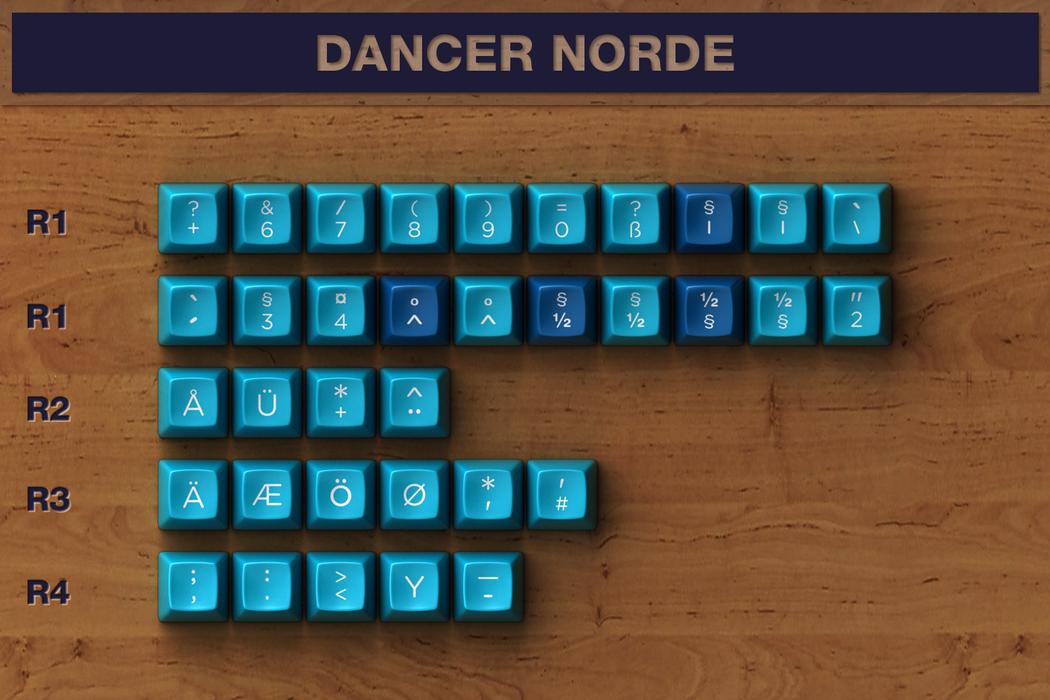 DANCER NORDE
R1 ? & / ( ) = ? § § `
+ 6 7 8 9 0 ß | | \
R1 ` § ¤ ° ° § § ½ ½ "
´ 3 4 ^ ^ ½ ½ § § 2
R2 Å Ü * ^
+ ¨
R3 Ä Æ Ö Ø * '
' #
R4 ; : > Y _
, . < -